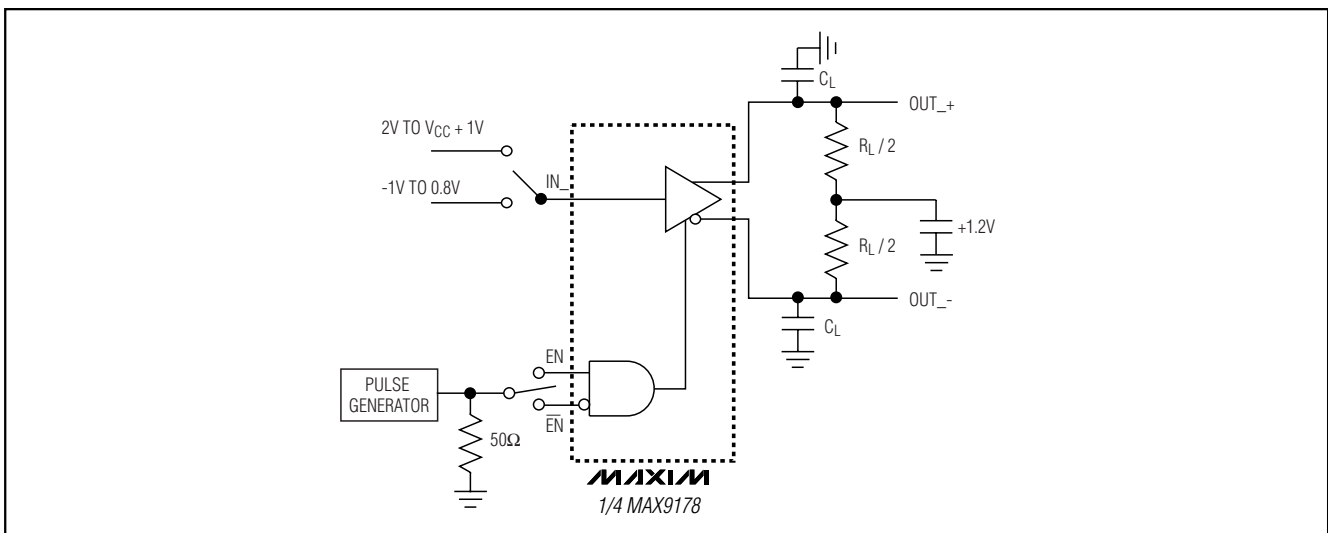 C_L
OUT_+
2V TO V_CC + 1V
R_L / 2
-1V TO 0.8V
IN_
+1.2V
R_L / 2
OUT_-
C_L
EN
PULSE
GENERATOR
E̅N̅
50Ω
MAXIM
1/4 MAX9178